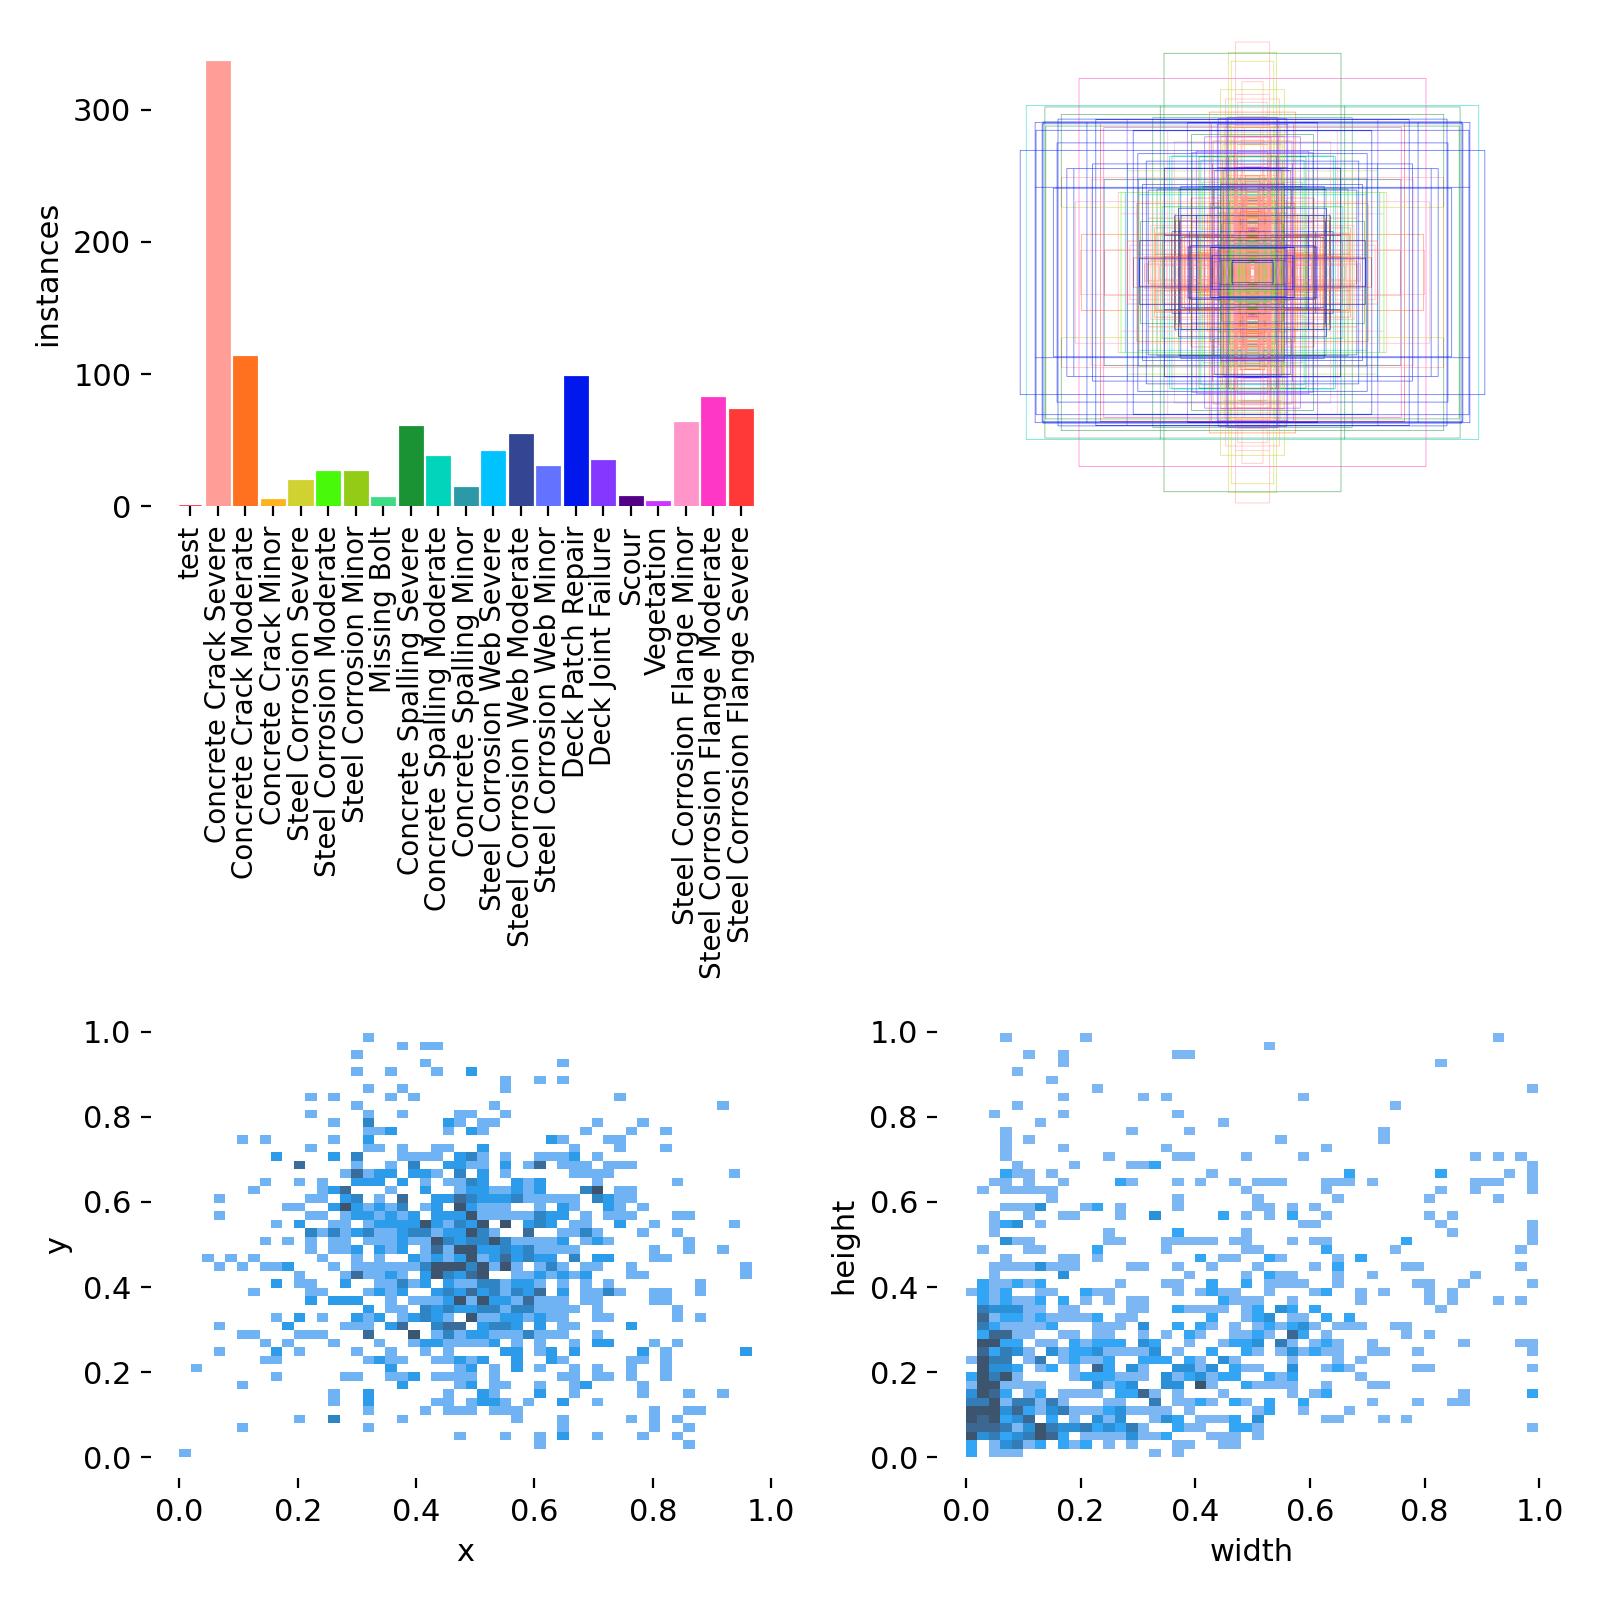 instances
300
200
100
0
test
Concrete Crack Severe
Concrete Crack Moderate
Concrete Crack Minor
Steel Corrosion Severe
Steel Corrosion Moderate
Steel Corrosion Minor
Missing Bolt
Concrete Spalling Severe
Concrete Spalling Moderate
Concrete Spalling Minor
Steel Corrosion Web Severe
Steel Corrosion Web Moderate
Steel Corrosion Web Minor
Deck Patch Repair
Deck Joint Failure
Scour
Vegetation
Steel Corrosion Flange Minor
Steel Corrosion Flange Moderate
Steel Corrosion Flange Severe
y
1.0
0.8
0.6
0.4
0.2
0.0
0.0 0.2 0.4 0.6 0.8 1.0
x
height
1.0
0.8
0.6
0.4
0.2
0.0
0.0 0.2 0.4 0.6 0.8 1.0
width